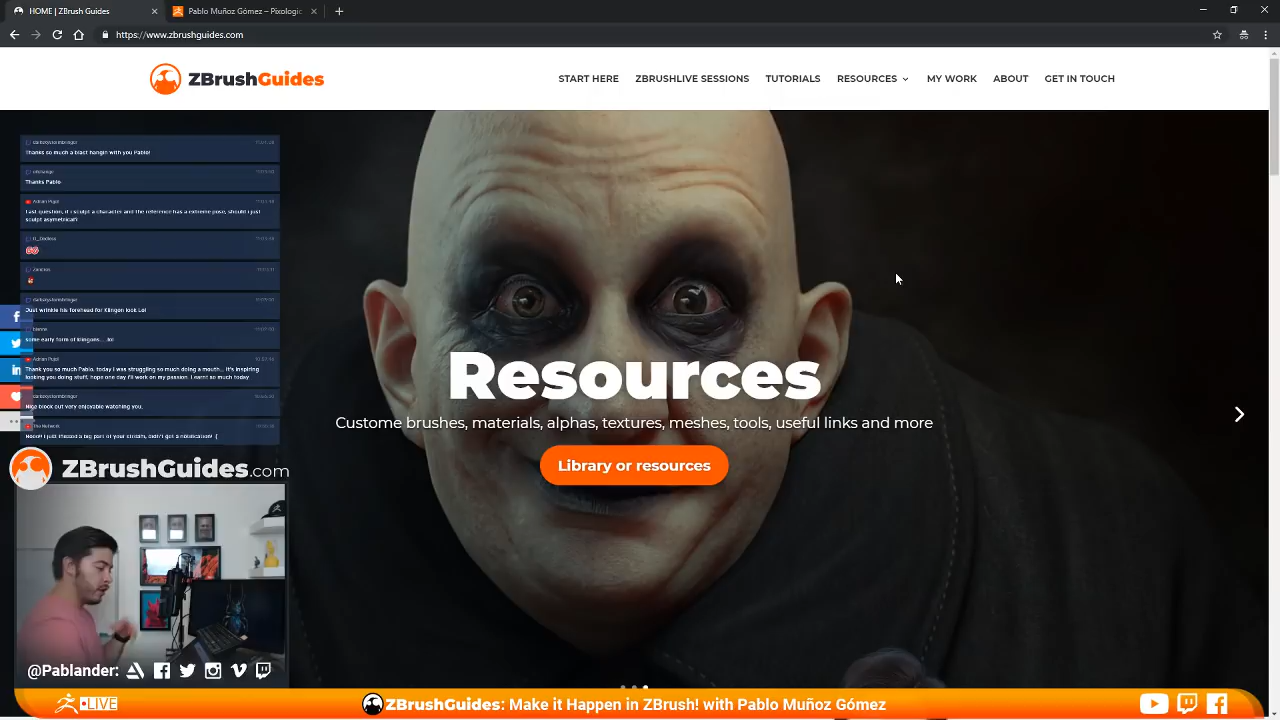 HOME | ZBrush Guides
Pablo Muñoz Gómez – Pixologic
https://www.zbrushguides.com
ZBrushGuides
START HERE
ZBRUSHLIVE SESSIONS
TUTORIALS
RESOURCES
MY WORK
ABOUT
GET IN TOUCH
Thanks so much a blast hangin with you Pablo!
Thanks Pablo
Adrian Pujol
Last question, if i sculpt a character and the reference has a extreme pose, should i just
sculpt asymetrical?
Just wrinkle his forehead for Klingon look Lol
some early form of klingons....lol
Adrian Pujol
Thank you so much Pablo, today I was struggling so much doing a mouth... it's inspiring
looking you doing stuff, hope one day I'll work on my passion. Learnt so much today
Nice block out very enjoyable watching you.
Resources
Custome brushes, materials, alphas, textures, meshes, tools, useful links and more
Library or resources
ZBrushGuides.com
@Pablander:
LIVE
ZBrushGuides: Make it Happen in ZBrush! with Pablo Muñoz Gómez